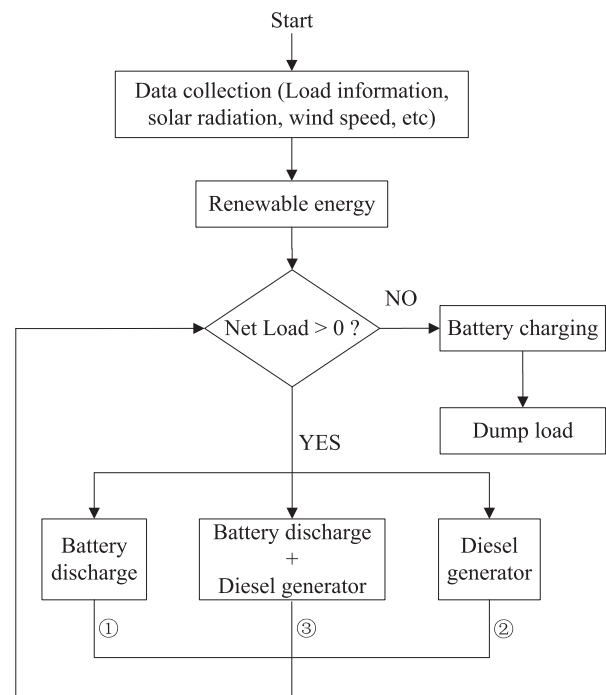 Start
Data collection (Load information,
solar radiation, wind speed, etc)
Renewable energy
Net Load > 0 ?
NO
Battery charging
Dump load
YES
Battery
discharge
Battery discharge
+
Diesel generator
Diesel
generator
①
③
②